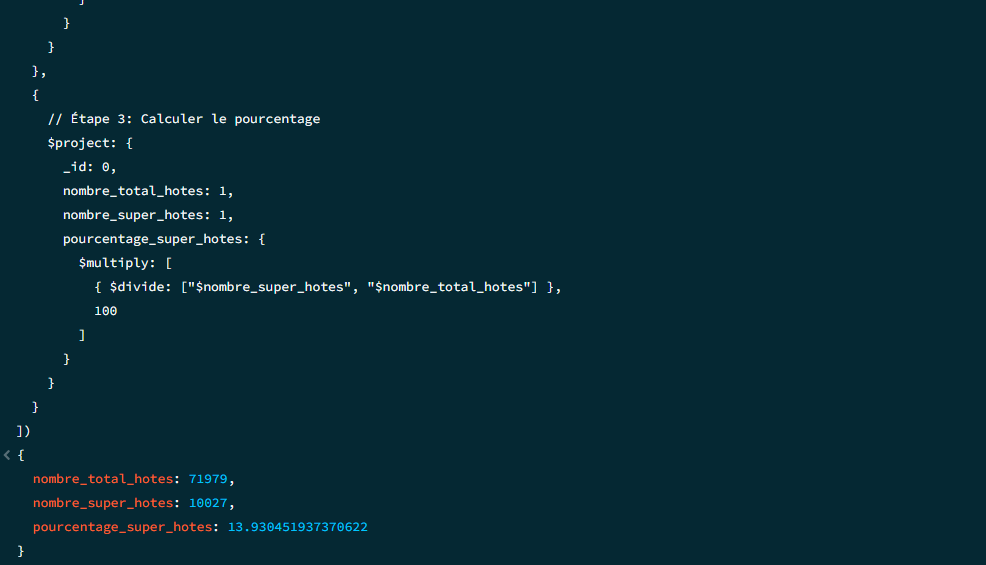 }
}
},
{
// Étape 3: Calculer le pourcentage
$project: {
_id: 0,
nombre_total_hotes: 1,
nombre_super_hotes: 1,
pourcentage_super_hotes: {
$multiply: [
{ $divide: ["$nombre_super_hotes", "$nombre_total_hotes"] },
100
]
}
}
}
])
< {
nombre_total_hotes: 71979,
nombre_super_hotes: 10027,
pourcentage_super_hotes: 13.930451937370622
}